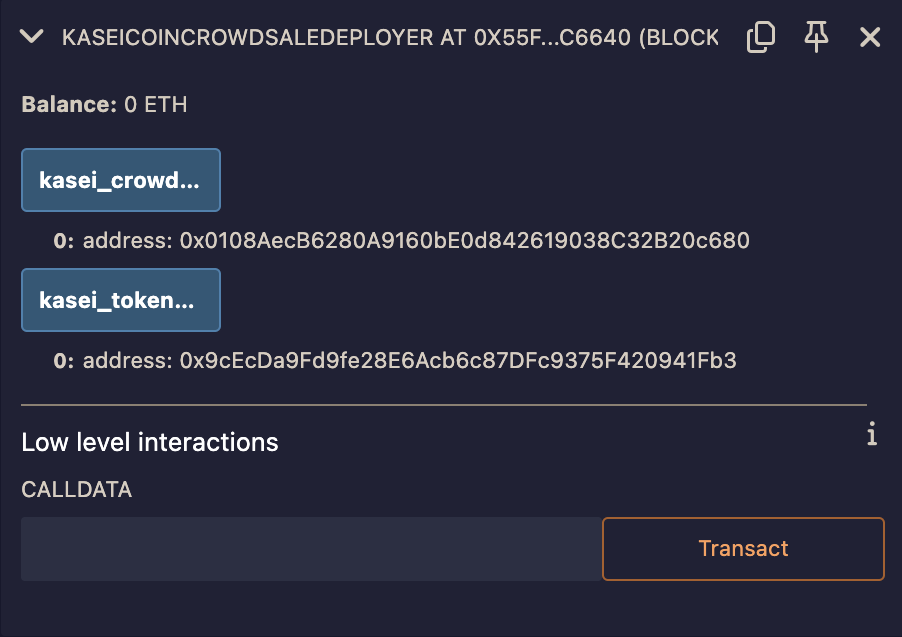 KASEICOINCROWDSALEDEPLOYER AT 0X55F...C6640 (BLOCK
Balance: 0 ETH
kasei_crowd...
0: address: 0x0108AecB6280A9160bE0d842619038C32B20c680
kasei_token...
0: address: 0x9cEcDa9Fd9fe28E6Acb6c87DFc9375F420941Fb3
Low level interactions
CALLDATA
Transact